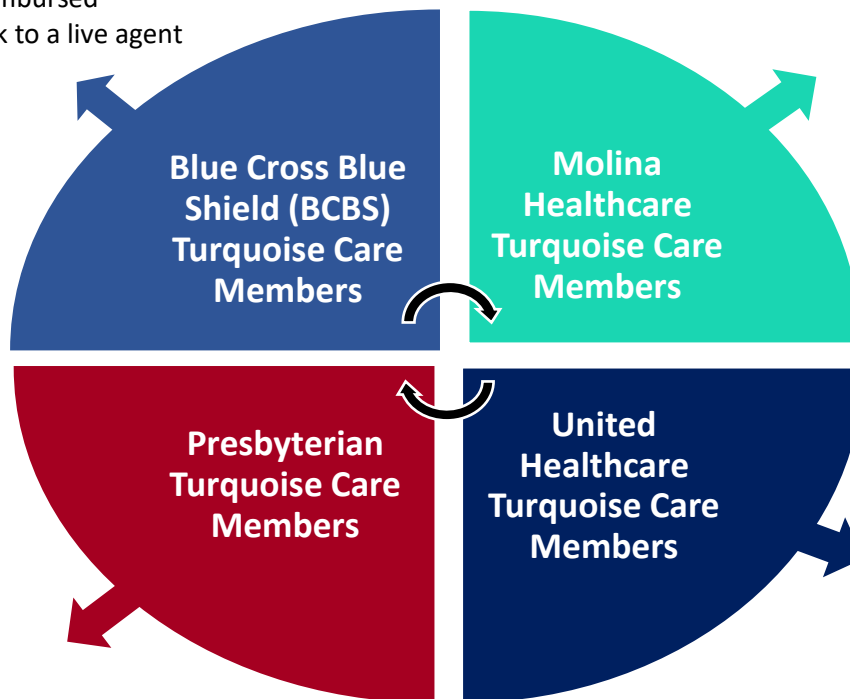 to a live agent
Blue Cross Blue
Shield (BCBS)
Turquoise Care
Members
Molina
Healthcare
Turquoise Care
Members
Presbyterian
Turquoise Care
Members
United
Healthcare
Turquoise Care
Members